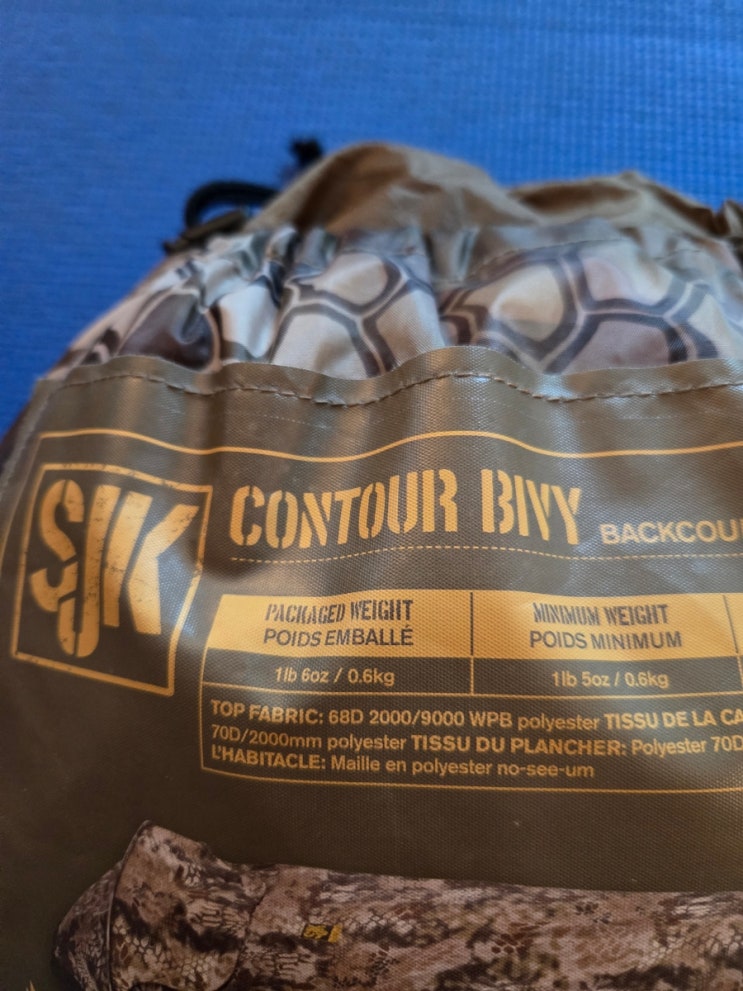 SJK
CONTOUR BIVY BACKCOU
PACKAGED WEIGHT MINIMUM WEIGHT
POIDS EMBALLÉ POIDS MINIMUM
1lb 6oz / 0.6kg 1lb 5oz / 0.6kg
TOP FABRIC: 68D 2000/9000 WPB polyester TISSU DE LA CA
70D/2000mm polyester TISSU DU PLANCHER: Polyester 70D
L'HABITACLE: Maille en polyester no-see-um